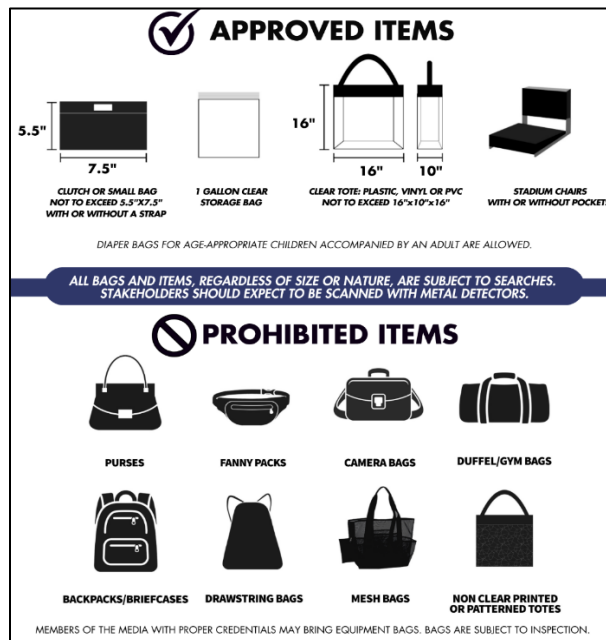 APPROVED ITEMS
5.5"
7.5"
16"
16"
10"
CLUTCH OR SMALL BAG
NOT TO EXCEED 5.5"X7.5"
WITH OR WITHOUT A STRAP
1 GALLON CLEAR
STORAGE BAG
CLEAR TOTE: PLASTIC, VINYL OR PVC
NOT TO EXCEED 16"x10"x16"
STADIUM CHAIRS
WITH OR WITHOUT POCKETS
DIAPER BAGS FOR AGE-APPROPRIATE CHILDREN ACCOMPANIED BY AN ADULT ARE ALLOWED.
ALL BAGS AND ITEMS, REGARDLESS OF SIZE OR NATURE, ARE SUBJECT TO SEARCHES.
STAKEHOLDERS SHOULD EXPECT TO BE SCANNED WITH METAL DETECTORS.
PROHIBITED ITEMS
PURSES
FANNY PACKS
CAMERA BAGS
DUFFEL/GYM BAGS
BACKPACKS/BRIEFCASES
DRAWSTRING BAGS
MESH BAGS
NON CLEAR PRINTED
OR PATTERNED TOTES
MEMBERS OF THE MEDIA WITH PROPER CREDENTIALS MAY BRING EQUIPMENT BAGS. BAGS ARE SUBJECT TO INSPECTION.